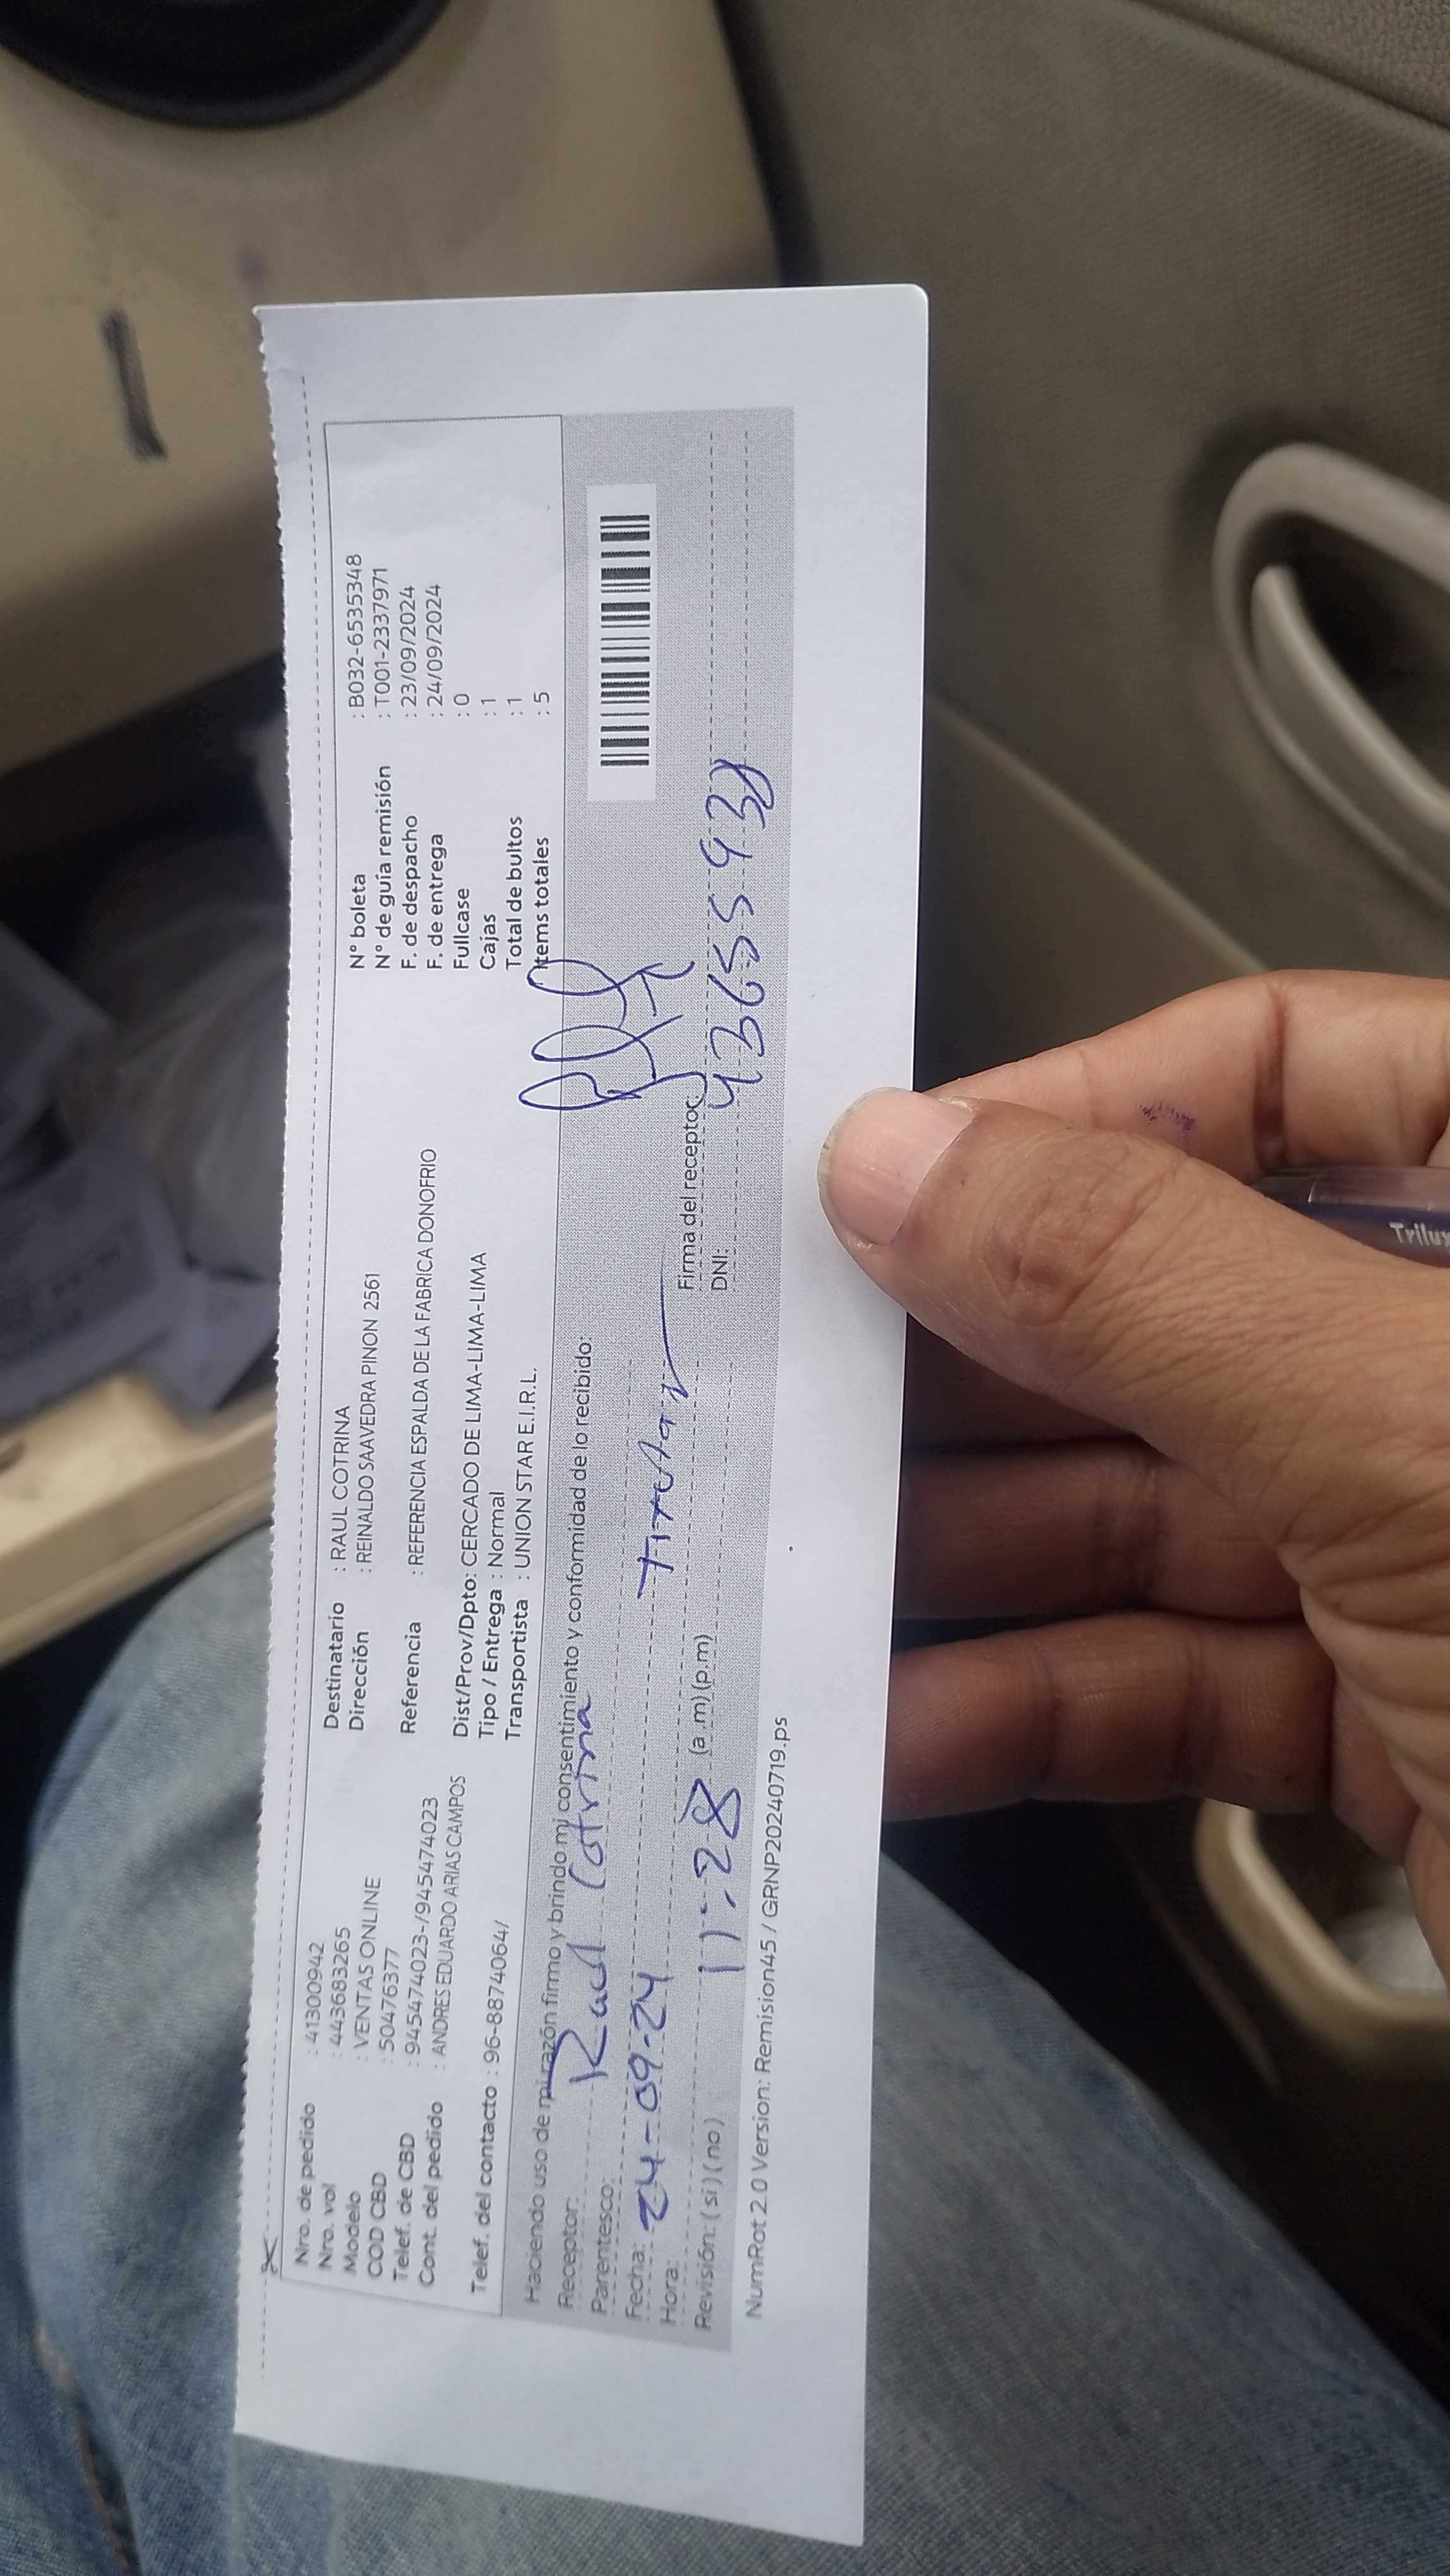 Nro. de pedido : 41300942
Nro. vol : 443683265
Modelo : VENTAS ONLINE
COD CBD : 50476377
Telef. de CBD : 945474023-/945474023
Cont. del pedido : ANDRES EDUARDO ARIAS CAMPOS
Telef. del contacto : 96-8874064/
Destinatario : RAUL COTRINA
Dirección : REINALDO SAAVEDRA PINON 2561
Referencia : REFERENCIA ESPALDA DE LA FABRICA DONOFRIO
Dist/Prov/Dpto: CERCADO DE LIMA-LIMA-LIMA
Tipo / Entrega : Normal
Transportista : UNION STAR E.I.R.L.
N° boleta : B032-6535348
N° de guía remisión : T001-2337971
F. de despacho : 23/09/2024
F. de entrega : 24/09/2024
Fullcase : 0
Cajas : 1
Total de bultos : 1
Items totales : 5
Haciendo uso de mi razón firmo y brindo mi consentimiento y conformidad de lo recibido:
Receptor: Raul Cotrina
Parentesco: Titular
Fecha: 24-09-24
Hora: 11:28 (a.m) (p.m)
Revisión: (si) (no)
Firma del receptor
DNI:
NumRot 2.0 Version: Remision45 / GRNP20240719.ps
Trilux